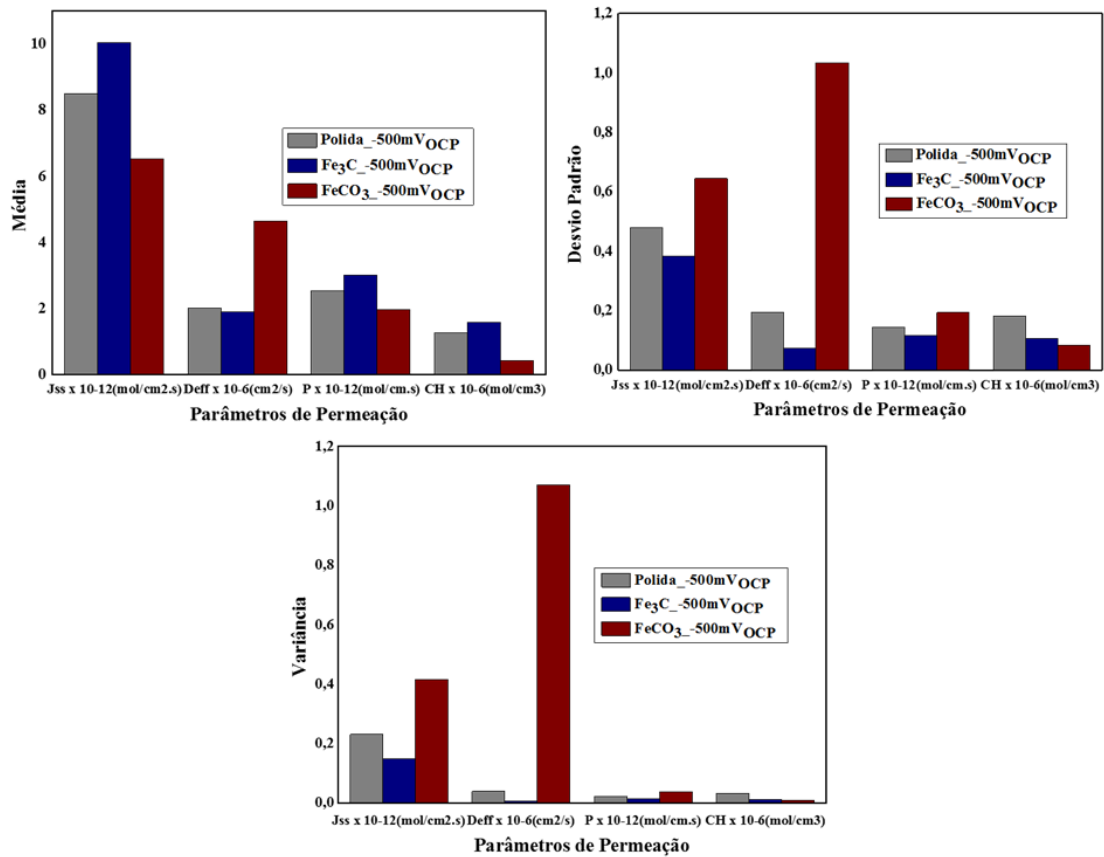 Média
10
8
6
4
2
0
Polida_-500mVOCP
Fe3C_-500mVOCP
FeCO3_-500mVOCP
Jss x 10-12(mol/cm2.s) Deff x 10-6(cm2/s) P x 10-12(mol/cm.s) CH x 10-6(mol/cm3)
Parâmetros de Permeação
Desvio Padrão
1,2
1,0
0,8
0,6
0,4
0,2
0,0
Polida_-500mVOCP
Fe3C_-500mVOCP
FeCO3_-500mVOCP
Jss x 10-12(mol/cm2.s) Deff x 10-6(cm2/s) P x 10-12(mol/cm.s) CH x 10-6(mol/cm3)
Parâmetros de Permeação
Variância
1,2
1,0
0,8
0,6
0,4
0,2
0,0
Polida_-500mVOCP
Fe3C_-500mVOCP
FeCO3_-500mVOCP
Jss x 10-12(mol/cm2.s) Deff x 10-6(cm2/s) P x 10-12(mol/cm.s) CH x 10-6(mol/cm3)
Parâmetros de Permeação